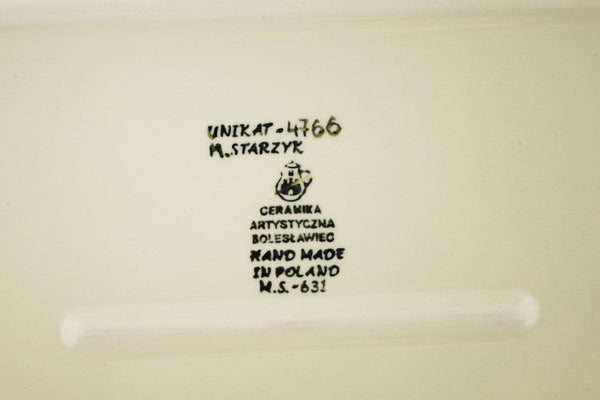 UNIKAT-4766
M.STARZYK
CERAMIKA
ARTYSTYCZNA
BOLESŁAWIEC
HAND MADE
IN POLAND
M.S.-631